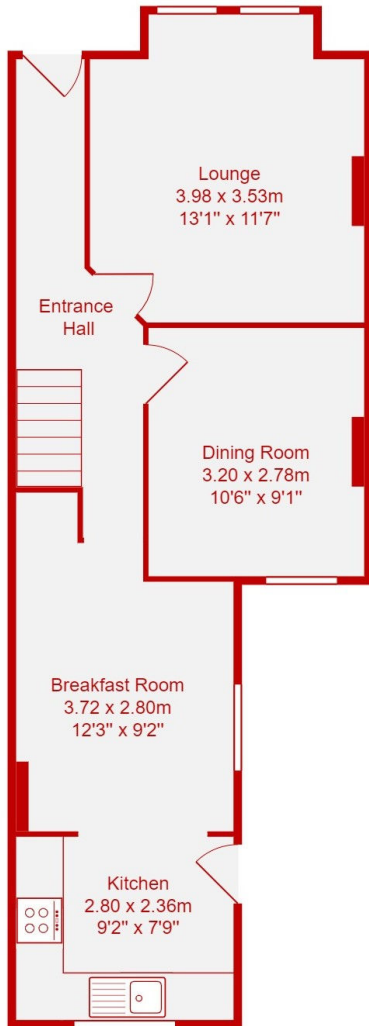 Lounge
3.98 x 3.53m
13'1" x 11'7"
Entrance
Hall
Dining Room
3.20 x 2.78m
10'6" x 9'1"
Breakfast Room
3.72 x 2.80m
12'3" x 9'2"
Kitchen
2.80 x 2.36m
9'2" x 7'9"